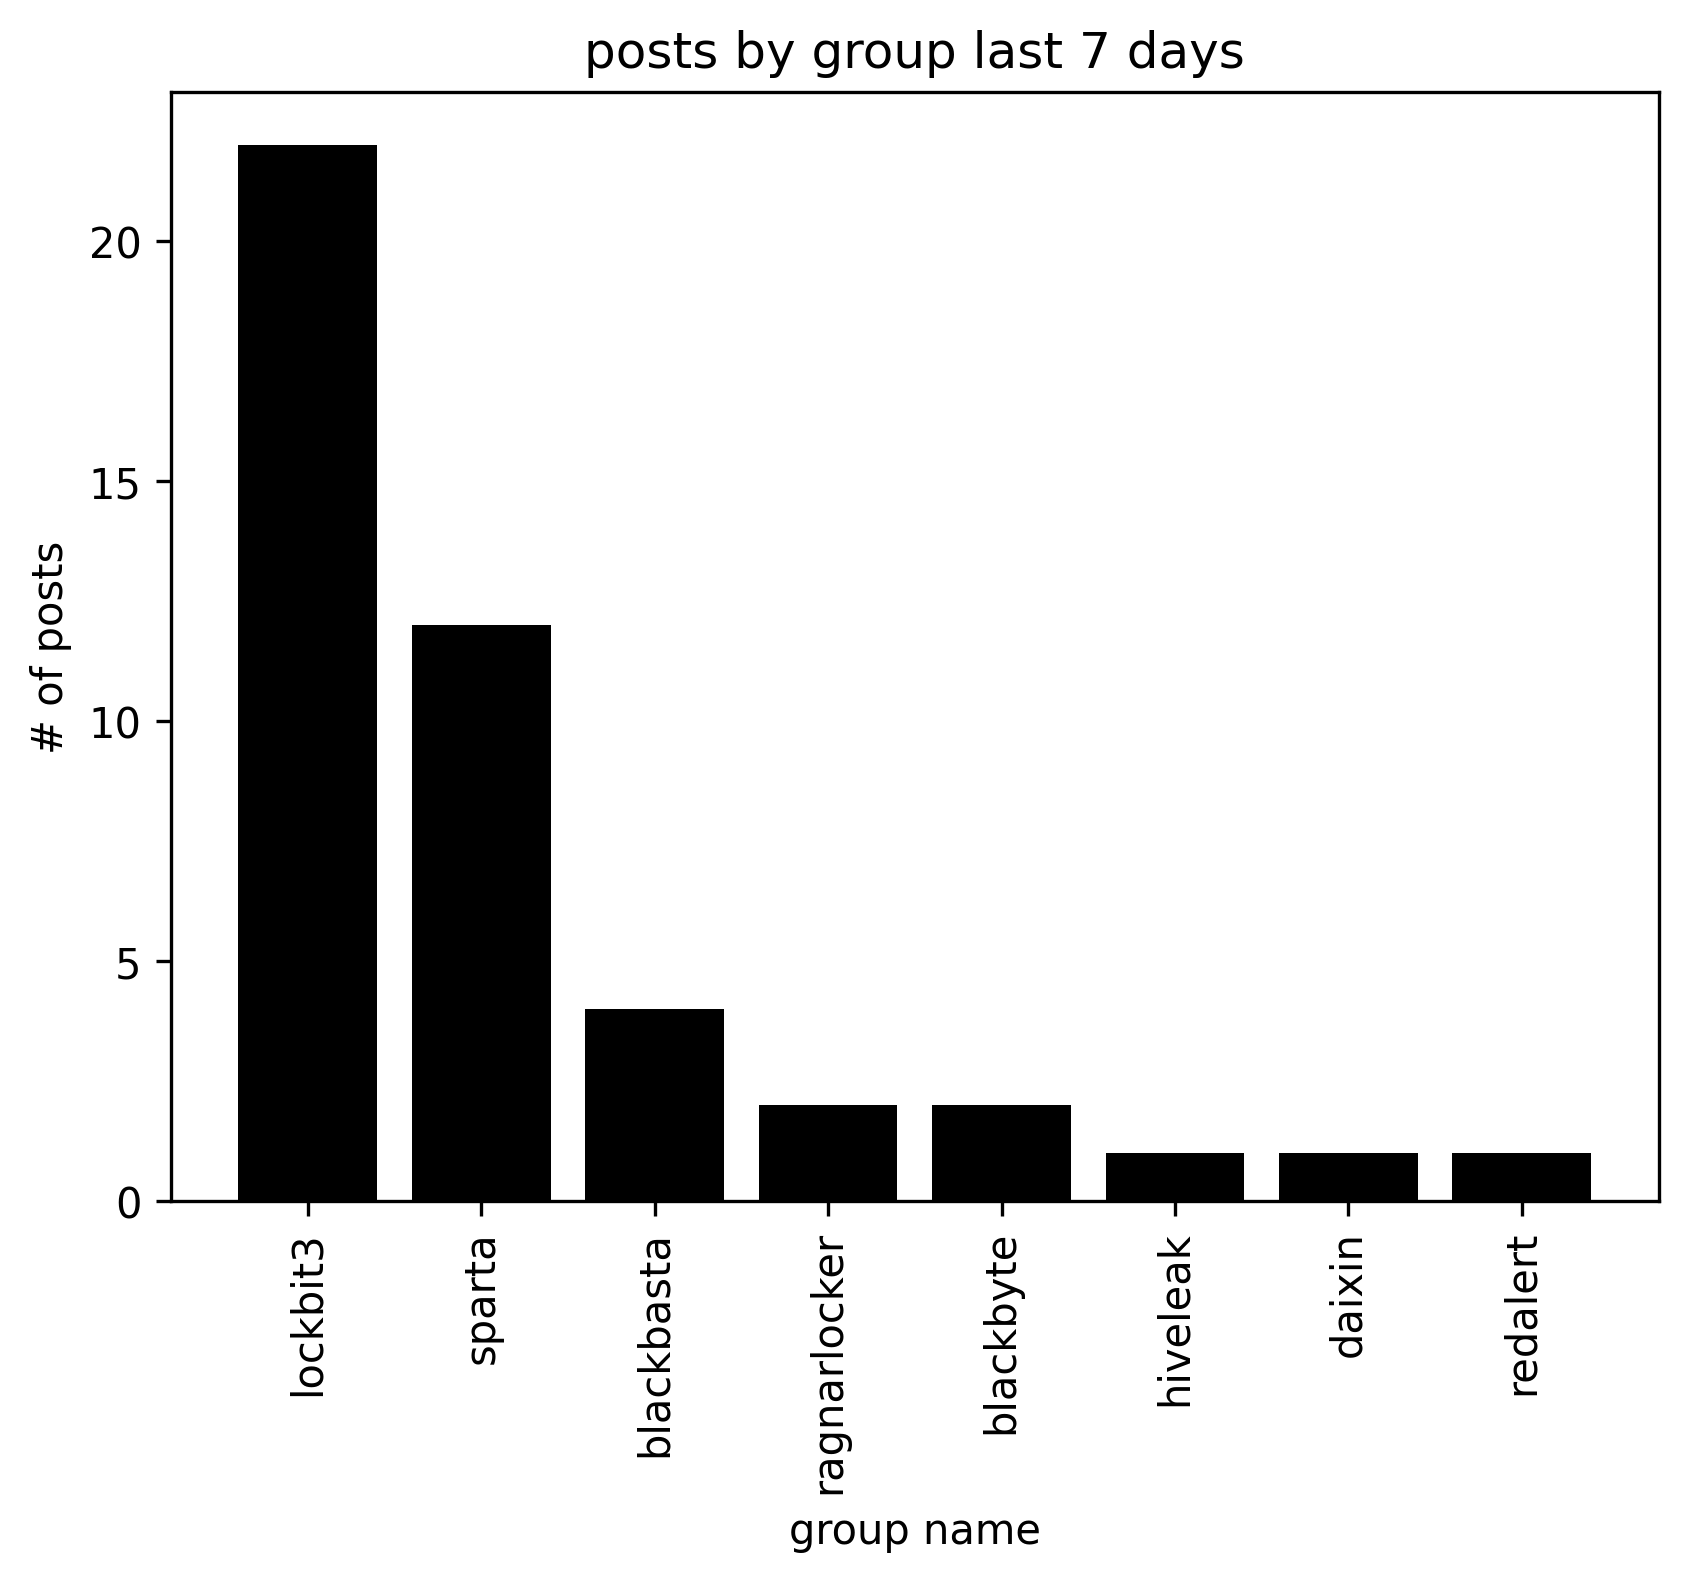 posts by group last 7 days
# of posts
20
15
10
5
0
lockbit3
sparta
blackbasta
ragnarlocker
blackbyte
hiveleak
daixin
redalert
group name